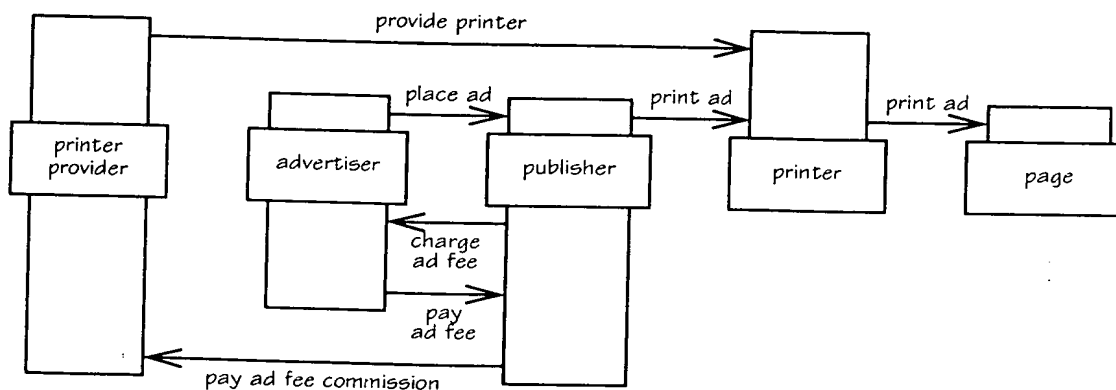 provide printer
place ad
print ad
print ad
printer
provider
advertiser
publisher
printer
page
charge
ad fee
pay
ad fee
pay ad fee commission